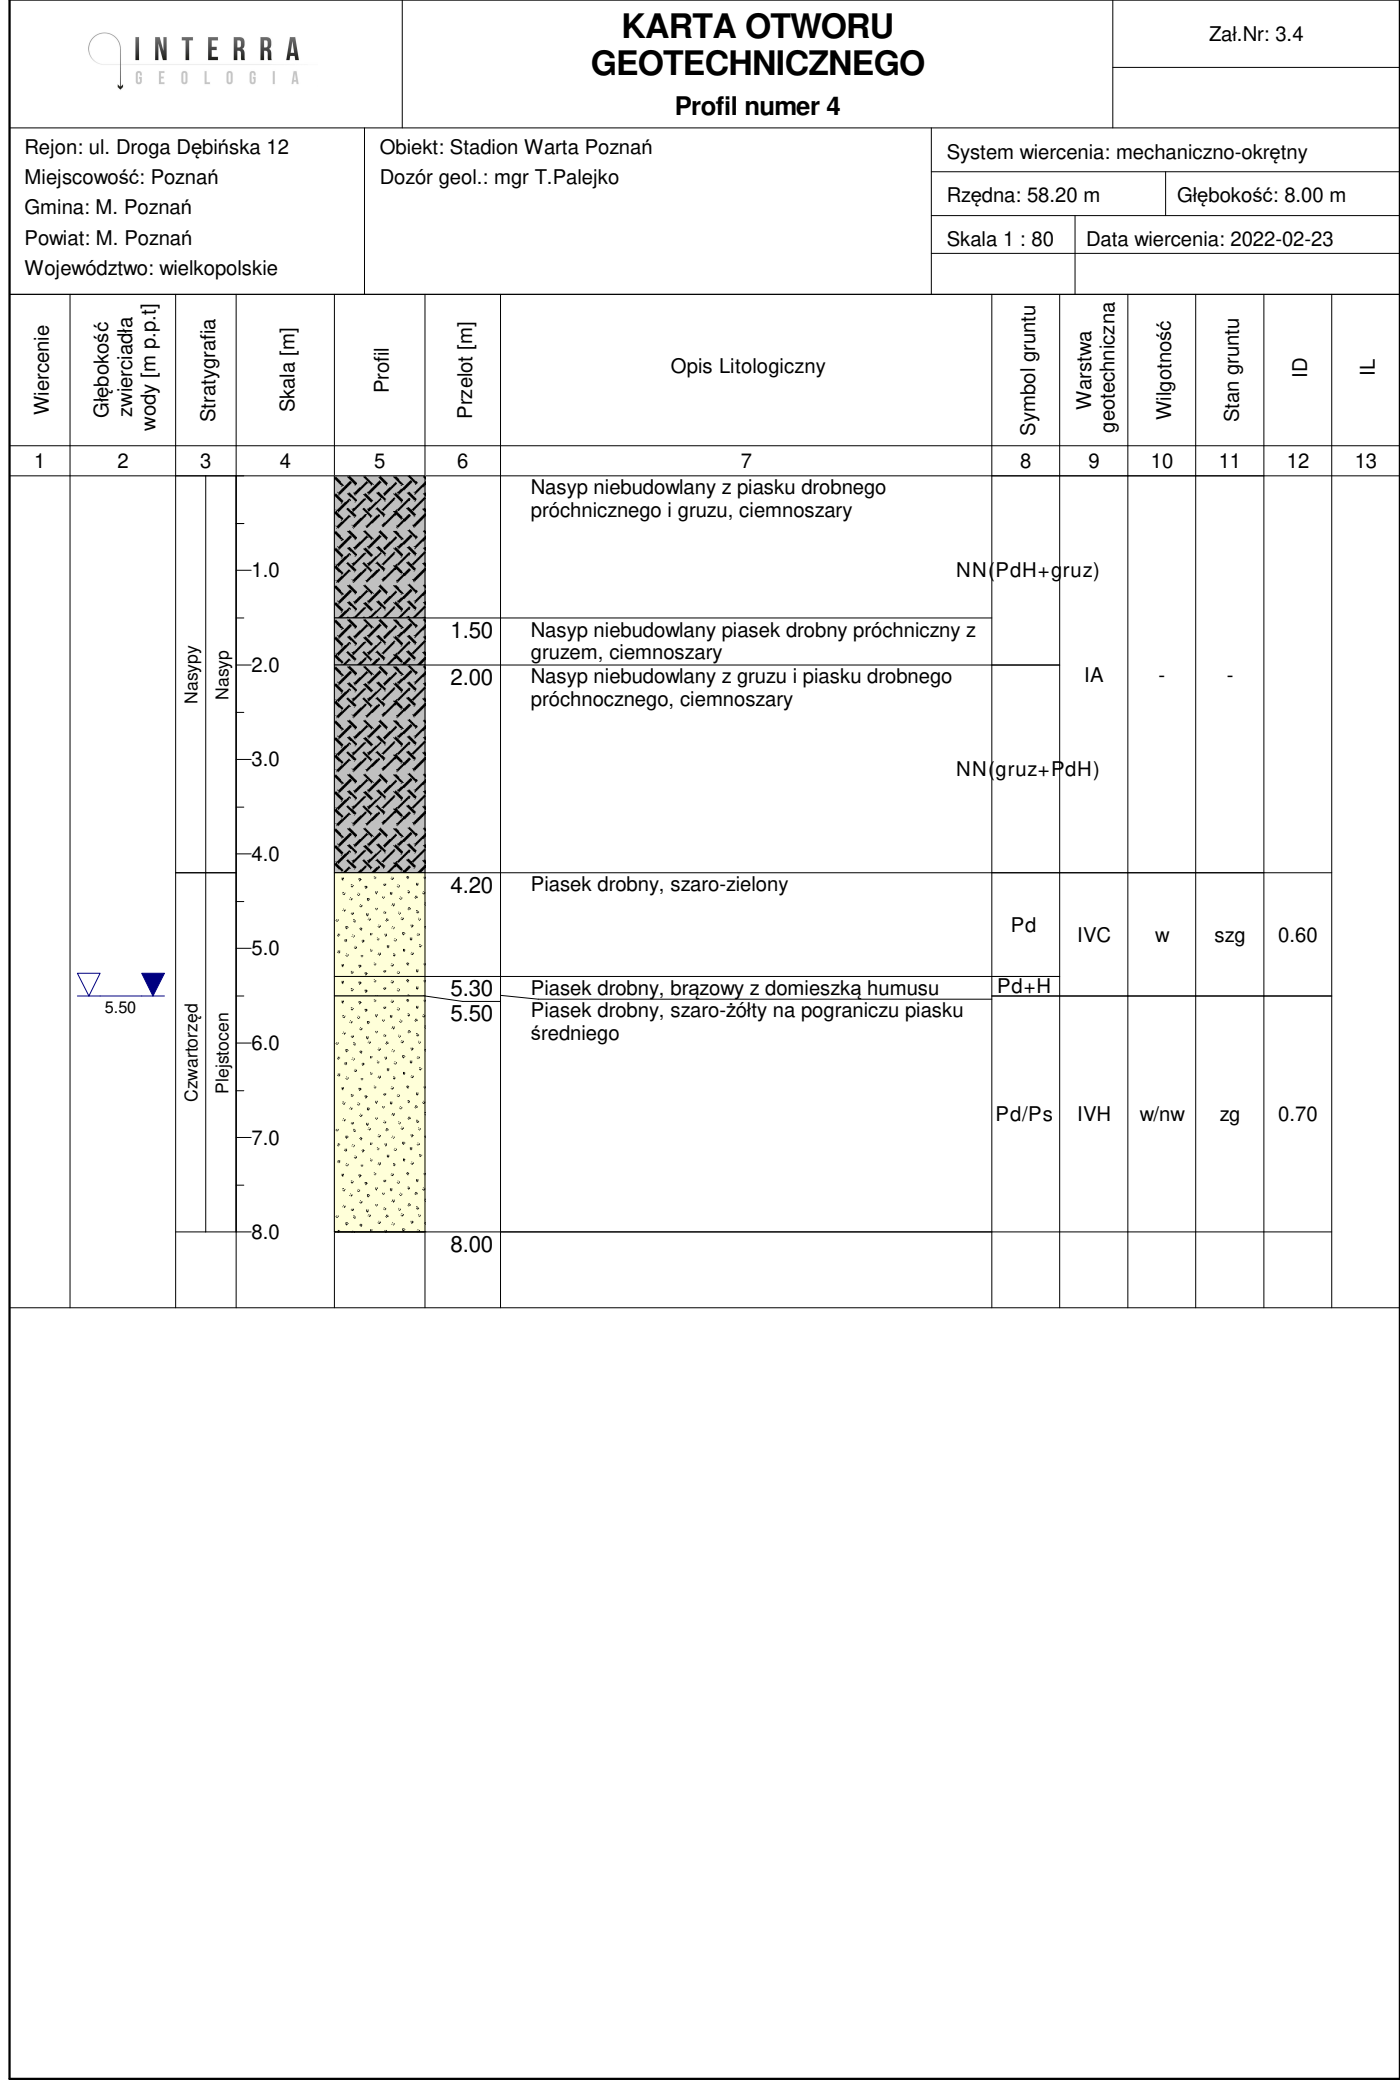 INTERRA
GEOLOGIA
KARTA OTWORU
GEOTECHNICZNEGO
Profil numer 4
Zał.Nr: 3.4
Rejon: ul. Droga Dębińska 12
Miejscowość: Poznań
Gmina: M. Poznań
Powiat: M. Poznań
Województwo: wielkopolskie
Obiekt: Stadion Warta Poznań
Dozór geol.: mgr T.Palejko
System wiercenia: mechaniczno-okrętny
Rzędna: 58.20 m
Głębokość: 8.00 m
Skala 1 : 80
Data wiercenia: 2022-02-23
Wiercenie
Głębokość
zwierciadła
wody [m p.p.t]
Stratygrafia
Skala [m]
Profil
Przelot [m]
Opis Litologiczny
Symbol gruntu
Warstwa
geotechniczna
Wilgotność
Stan gruntu
ID
IL
1 2 3 4 5 6 7 8 9 10 11 12 13
Nasypy
Nasyp
Czwartorzęd
Plejstocen
5.50
1.0
2.0
3.0
4.0
5.0
6.0
7.0
8.0
Nasyp niebudowlany z piasku drobnego
próchnicznego i gruzu, ciemnoszary
NN(PdH+gruz)
1.50
Nasyp niebudowlany piasek drobny próchniczny z
gruzem, ciemnoszary
2.00
Nasyp niebudowlany z gruzu i piasku drobnego
próchnocznego, ciemnoszary
IA - -
NN(gruz+PdH)
4.20
Piasek drobny, szaro-zielony
Pd IVC w szg 0.60
5.30
Piasek drobny, brązowy z domieszką humusu
Pd+H
5.50
Piasek drobny, szaro-żółty na pograniczu piasku
średniego
Pd/Ps IVH w/nw zg 0.70
8.00